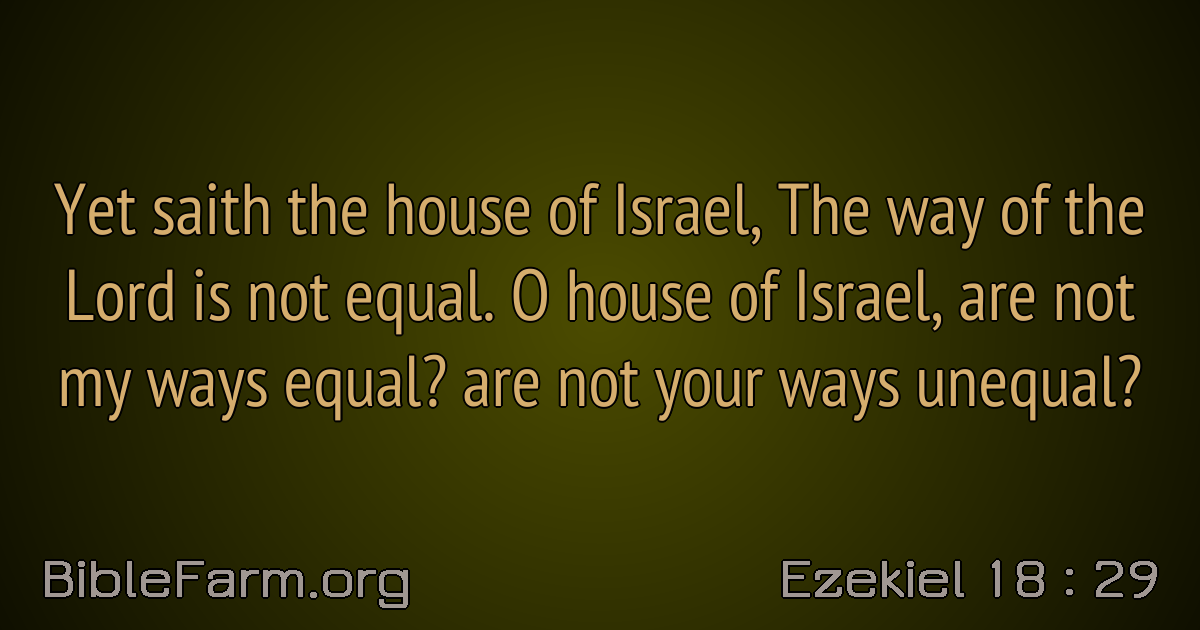 Yet saith the house of Israel, The way of the
Lord is not equal. O house of Israel, are not
my ways equal? are not your ways unequal?
BibleFarm.org
Ezekiel 18 : 29